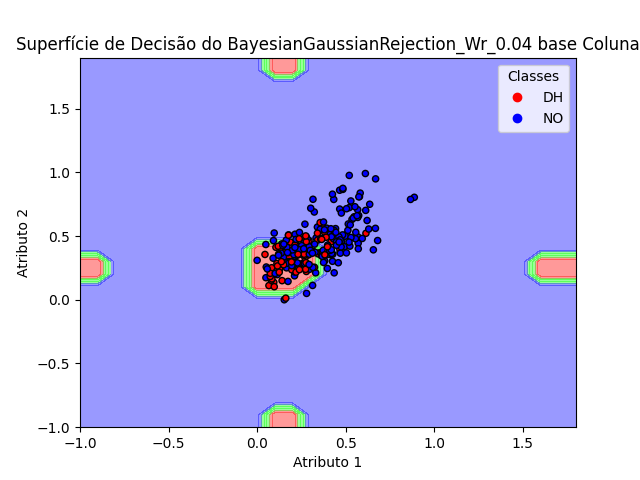 Superfície de Decisão do BayesianGaussianRejection_Wr_0.04 base Coluna
Classes
DH
NO
1.5
1.0
0.5
0.0
−0.5
−1.0
Atributo 2
−1.0 −0.5 0.0 0.5 1.0 1.5
Atributo 1